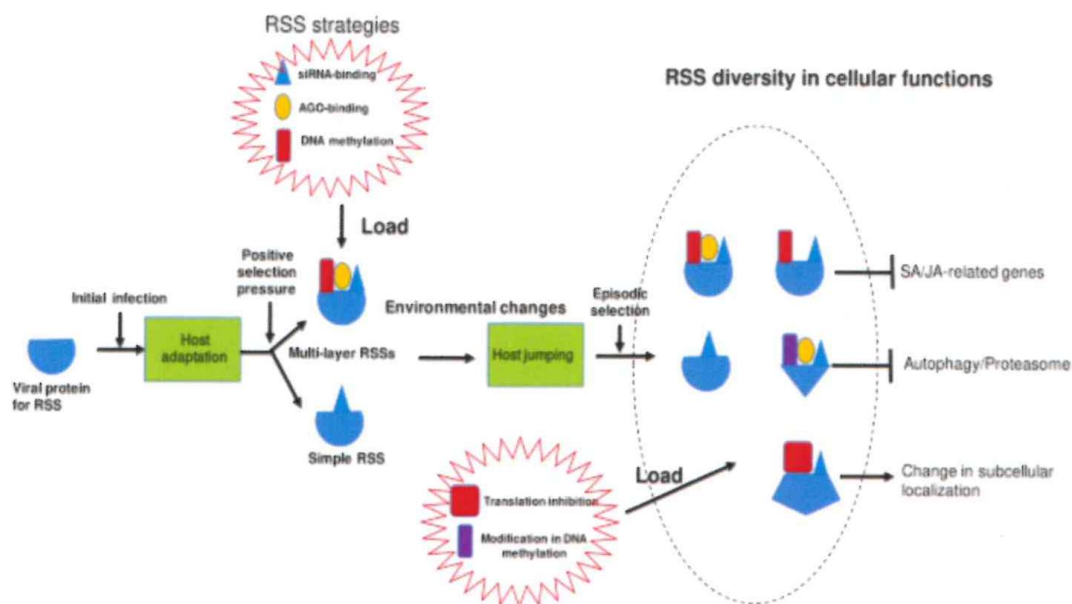 RSS strategies
siRNA-binding
AGO-binding
DNA methylation
RSS diversity in cellular functions
Load
Positive
selection
pressure
Initial infection
Host
adaptation
Viral protein
for RSS
Multi-layer RSSs
Simple RSS
Environmental changes
Host jumping
Episodic
selection
SA/JA-related genes
Autophagy/Proteasome
Change in subcellular
localization
Load
Translation inhibition
Modification in DNA
methylation